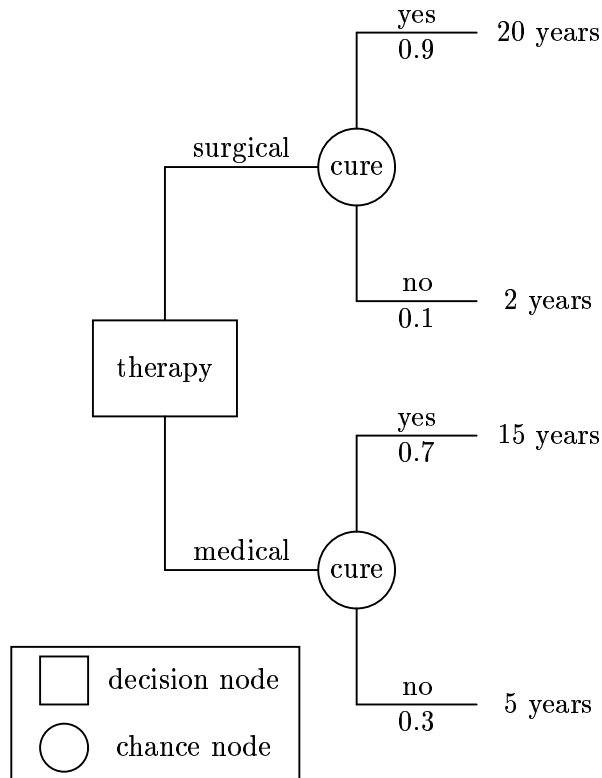 yes
0.9
20 years
surgical
cure
no
0.1
2 years
therapy
yes
0.7
15 years
medical
cure
no
0.3
5 years
decision node
chance node